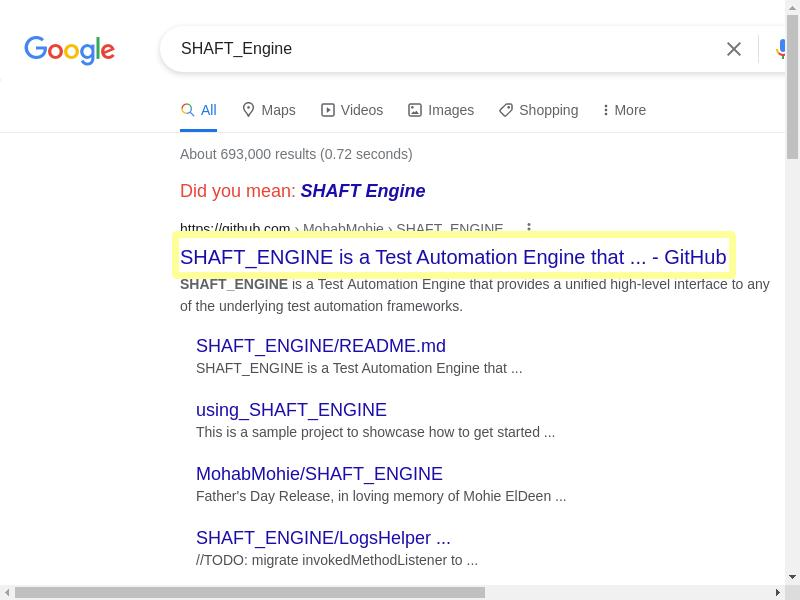 Google
SHAFT_Engine
All Maps Videos Images Shopping More
About 693,000 results (0.72 seconds)
Did you mean: SHAFT Engine
https://github.com › MohabMohie › SHAFT_ENGINE
SHAFT_ENGINE is a Test Automation Engine that ... - GitHub
SHAFT_ENGINE is a Test Automation Engine that provides a unified high-level interface to any
of the underlying test automation frameworks.
SHAFT_ENGINE/README.md
SHAFT_ENGINE is a Test Automation Engine that ...
using_SHAFT_ENGINE
This is a sample project to showcase how to get started ...
MohabMohie/SHAFT_ENGINE
Father's Day Release, in loving memory of Mohie ElDeen ...
SHAFT_ENGINE/LogsHelper ...
//TODO: migrate invokedMethodListener to ...